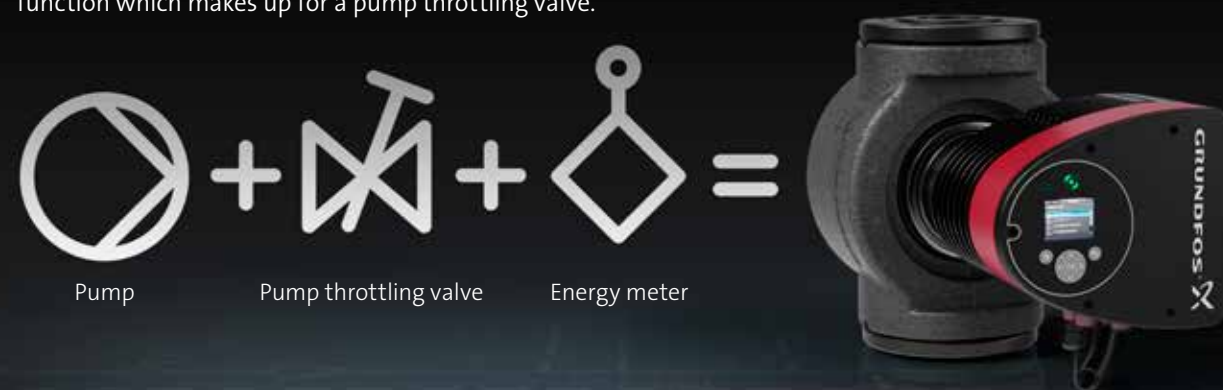 function which makes up for a pump throttling valve.
Pump
Pump throttling valve
Energy meter
GRUNDFOS